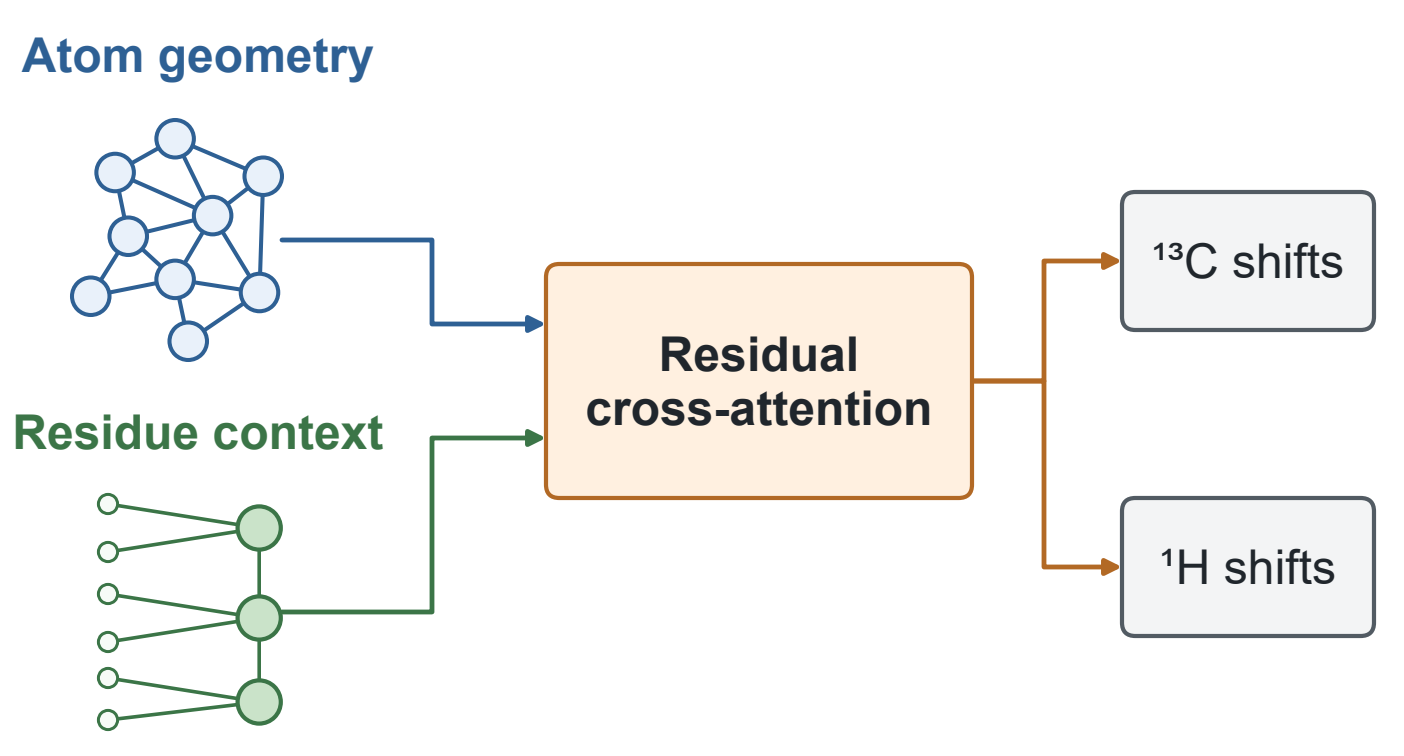 Atom geometry
Residue context
Residual
cross-attention
¹³C shifts
¹H shifts